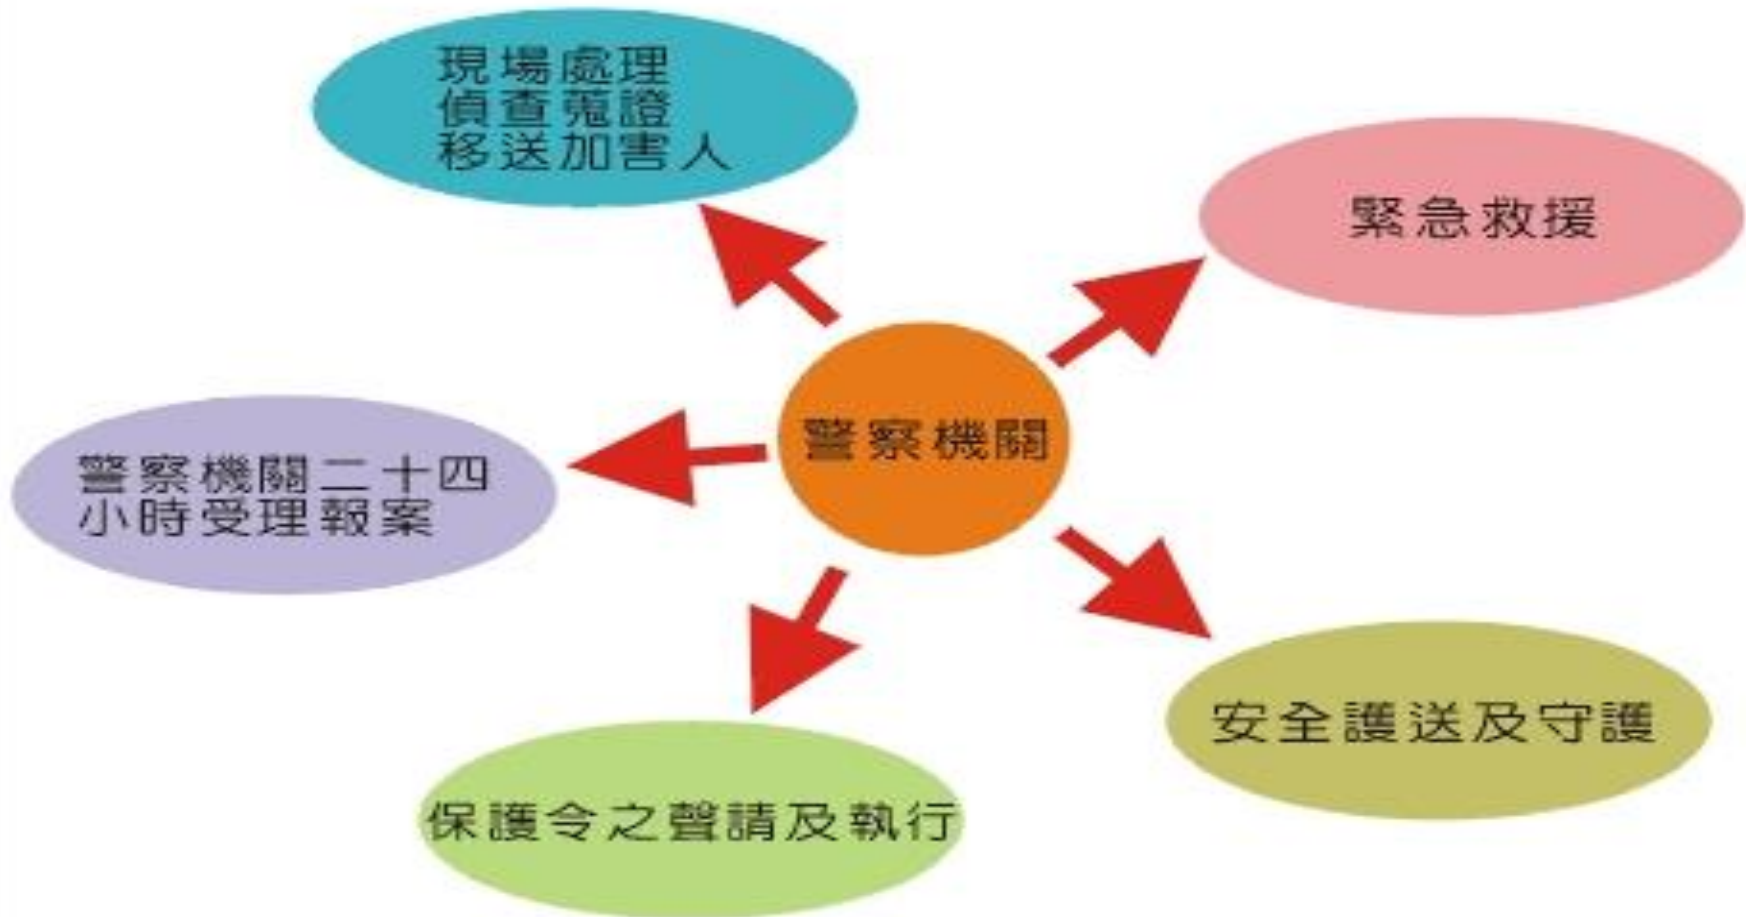 現場處理
偵查蒐證
移送加害人
緊急救援
警察機關
警察機關二十四
小時受理報案
安全護送及守護
保護令之聲請及執行